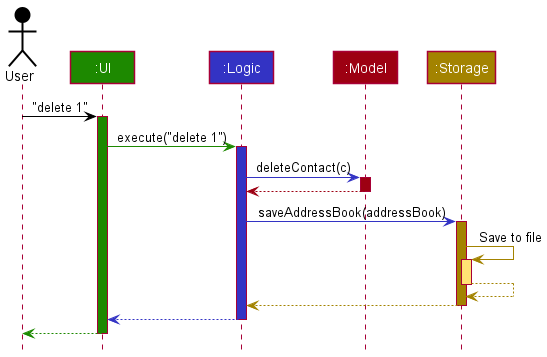 User
:UI
:Logic
:Model
:Storage
"delete 1"
execute("delete 1")
deleteContact(c)
saveAddressBook(addressBook)
Save to file